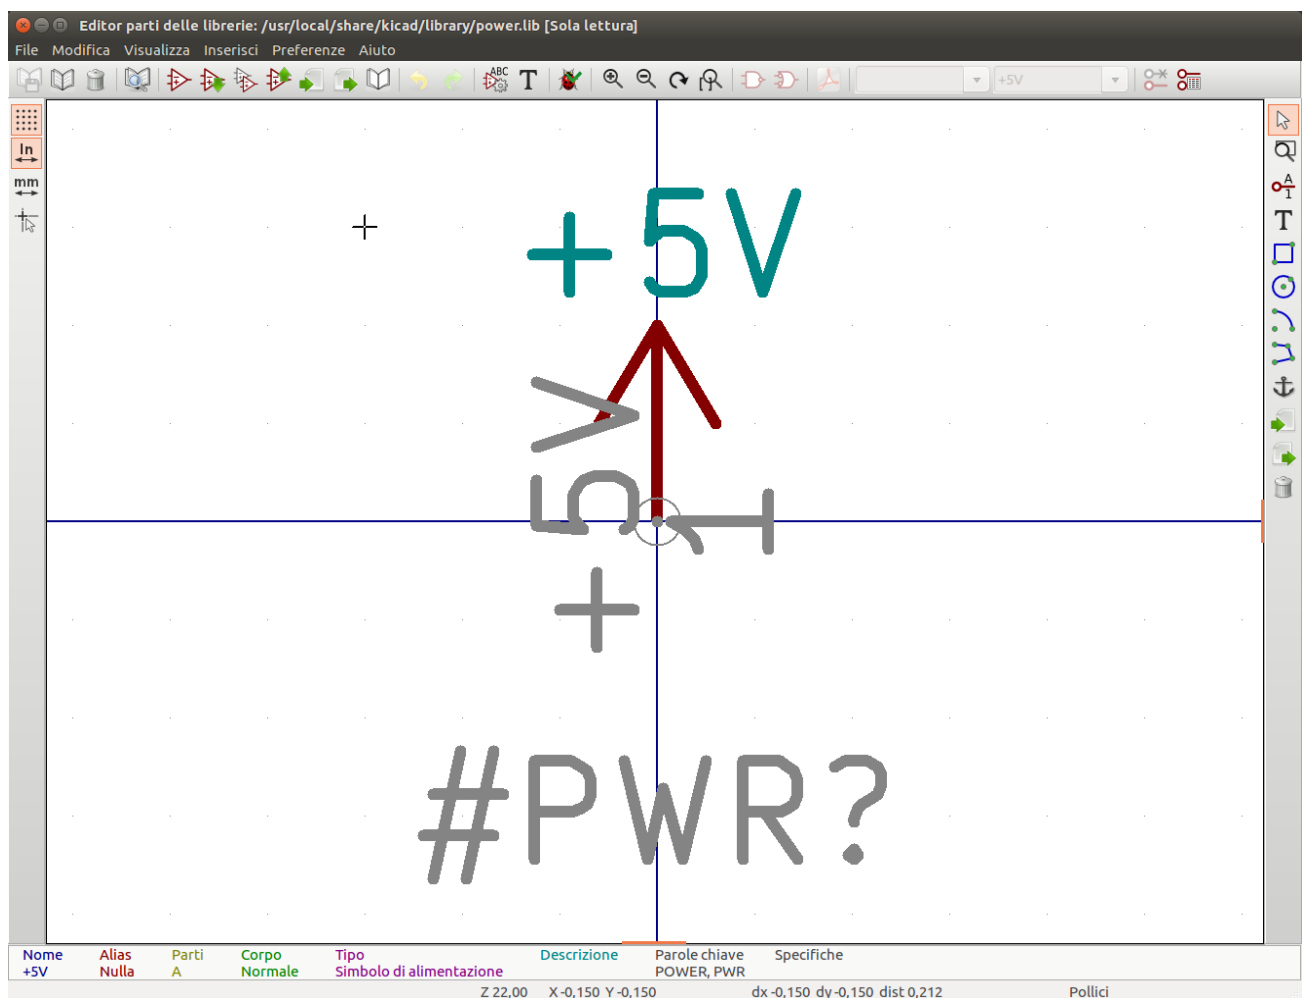 Editor parti delle librerie: /usr/local/share/kicad/library/power.lib [Sola lettura]
File Modifica Visualizza Inserisci Preferenze Aiuto
ABC T +5V
In
mm
A
1
T
+5V
+5V
1
#PWR?
Nome Alias Parti Corpo Tipo Descrizione Parole chiave Specifiche
+5V Nulla A Normale Simbolo di alimentazione POWER, PWR
Z 22,00 X -0,150 Y -0,150 dx -0,150 dy -0,150 dist 0,212 Pollici